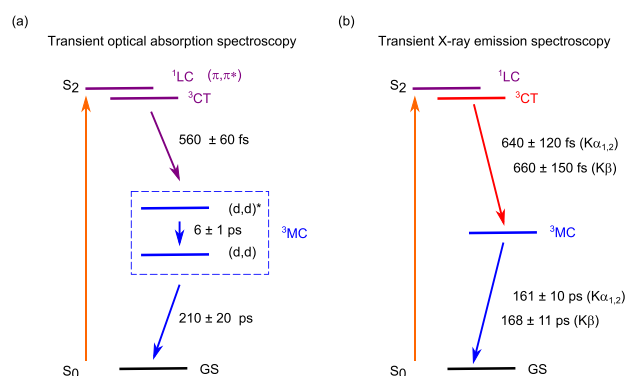 (a)
Transient optical absorption spectroscopy
S₂
¹LC (π,π*)
³CT
560 ± 60 fs
(d,d)*
6 ± 1 ps
³MC
(d,d)
210 ± 20 ps
S₀
GS
(b)
Transient X-ray emission spectroscopy
S₂
¹LC
³CT
640 ± 120 fs (Kα₁,₂)
660 ± 150 fs (Kβ)
³MC
161 ± 10 ps (Kα₁,₂)
168 ± 11 ps (Kβ)
S₀
GS